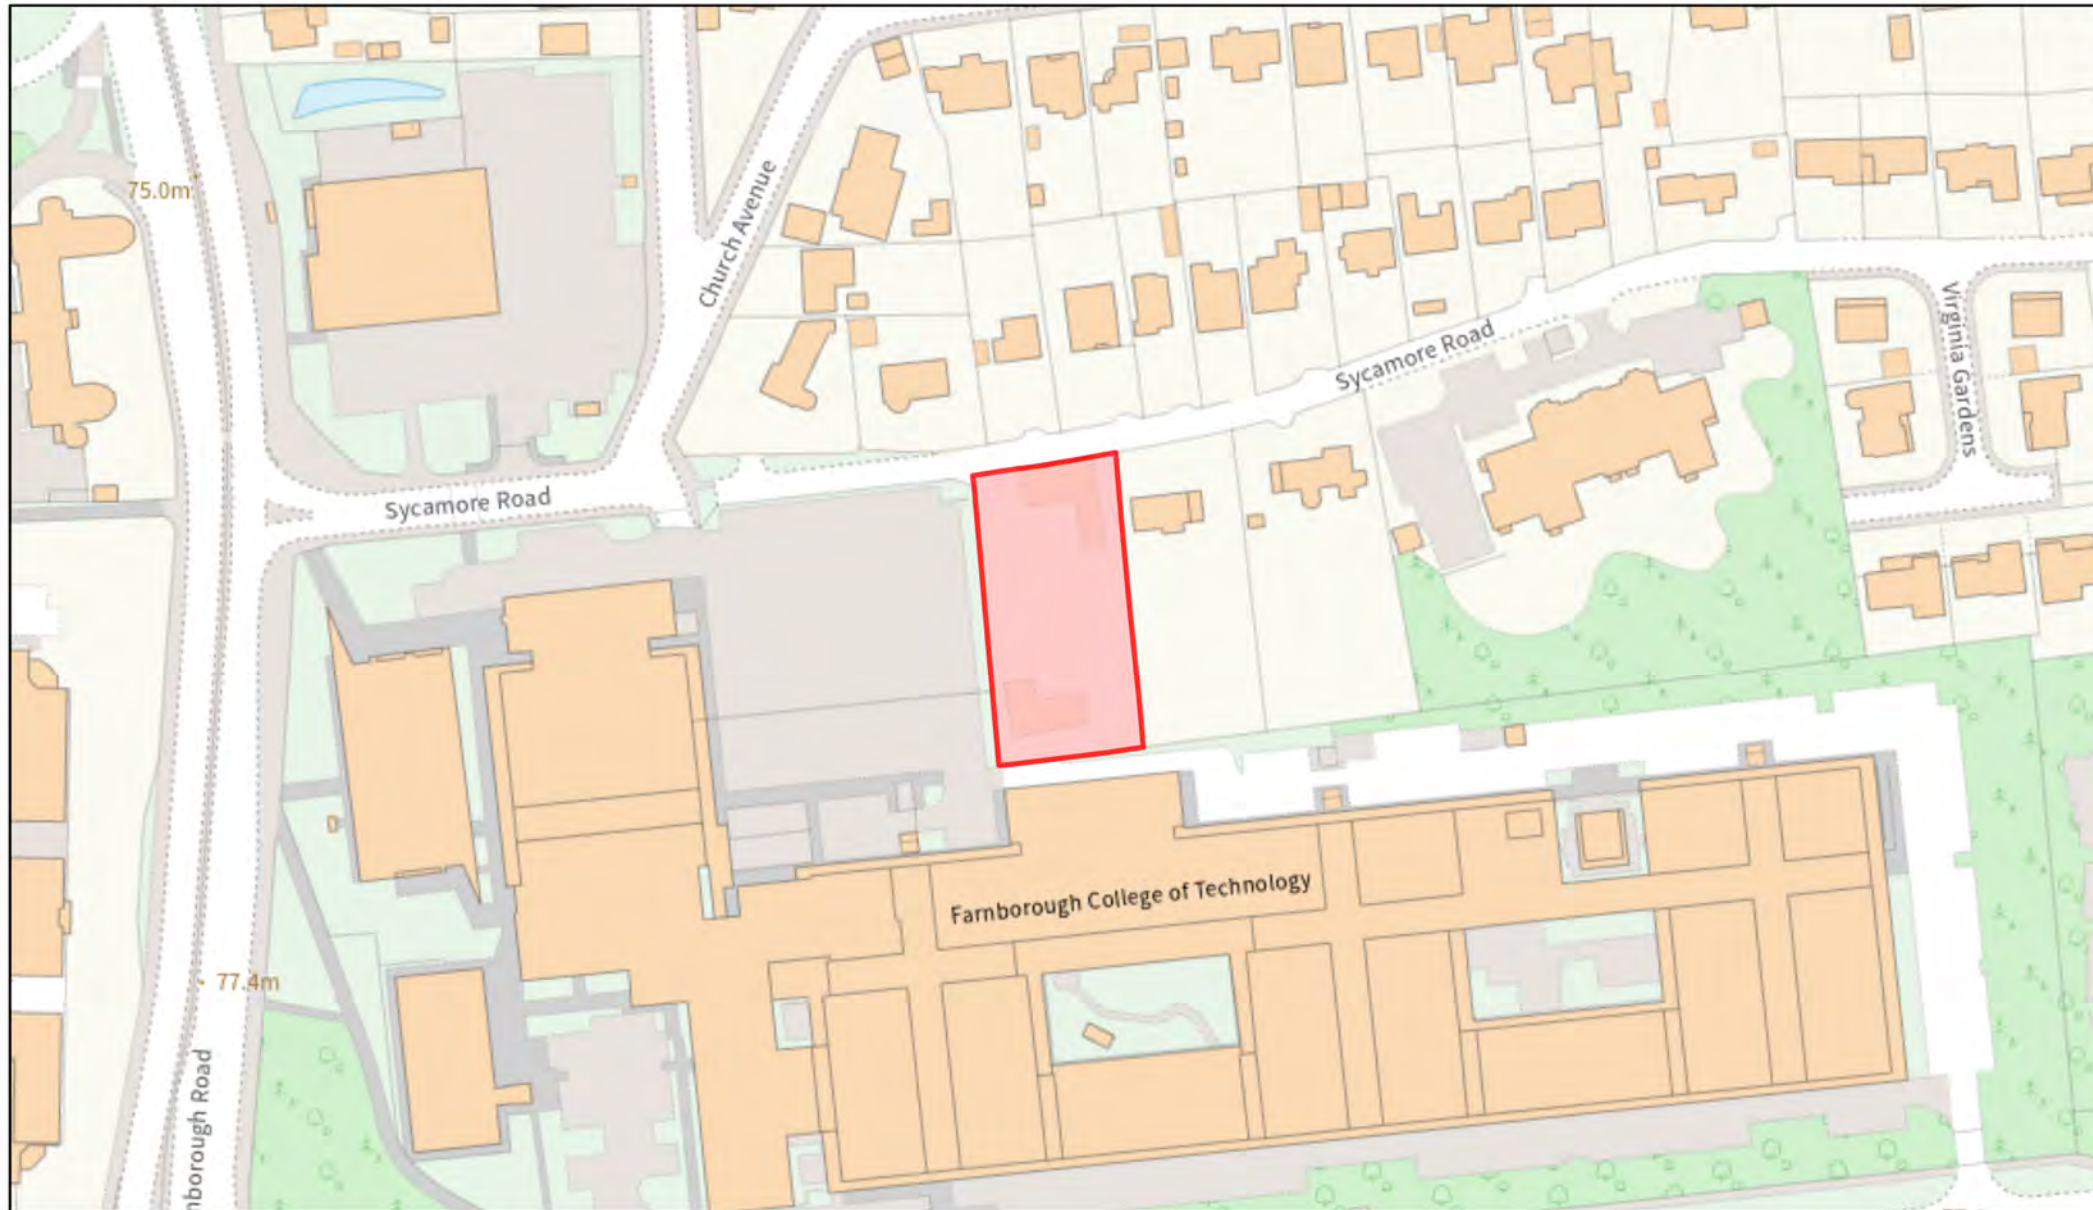 75.0m
Church Avenue
Sycamore Road
Virginia Gardens
Sycamore Road
Farnborough College of Technology
77.4m
nborough Road